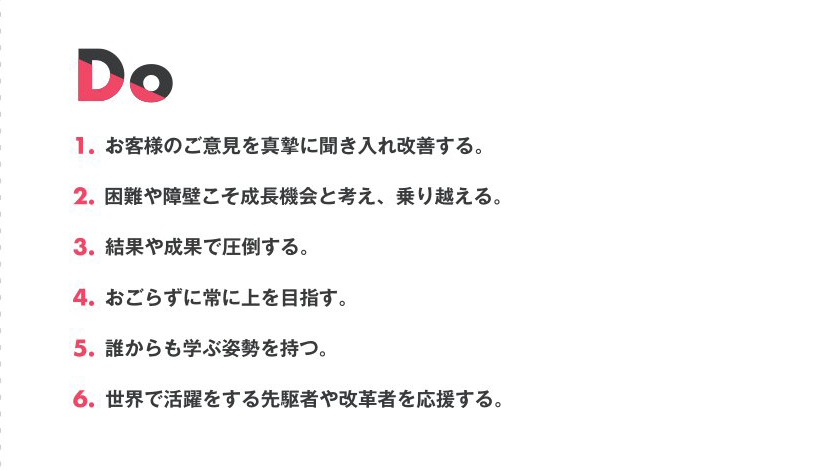 Do
1. お客様のご意見を真摯に聞き入れ改善する。
2. 困難や障壁こそ成長機会と考え、乗り越える。
3. 結果や成果で圧倒する。
4. おごらずに常に上を目指す。
5. 誰からも学ぶ姿勢を持つ。
6. 世界で活躍をする先駆者や改革者を応援する。